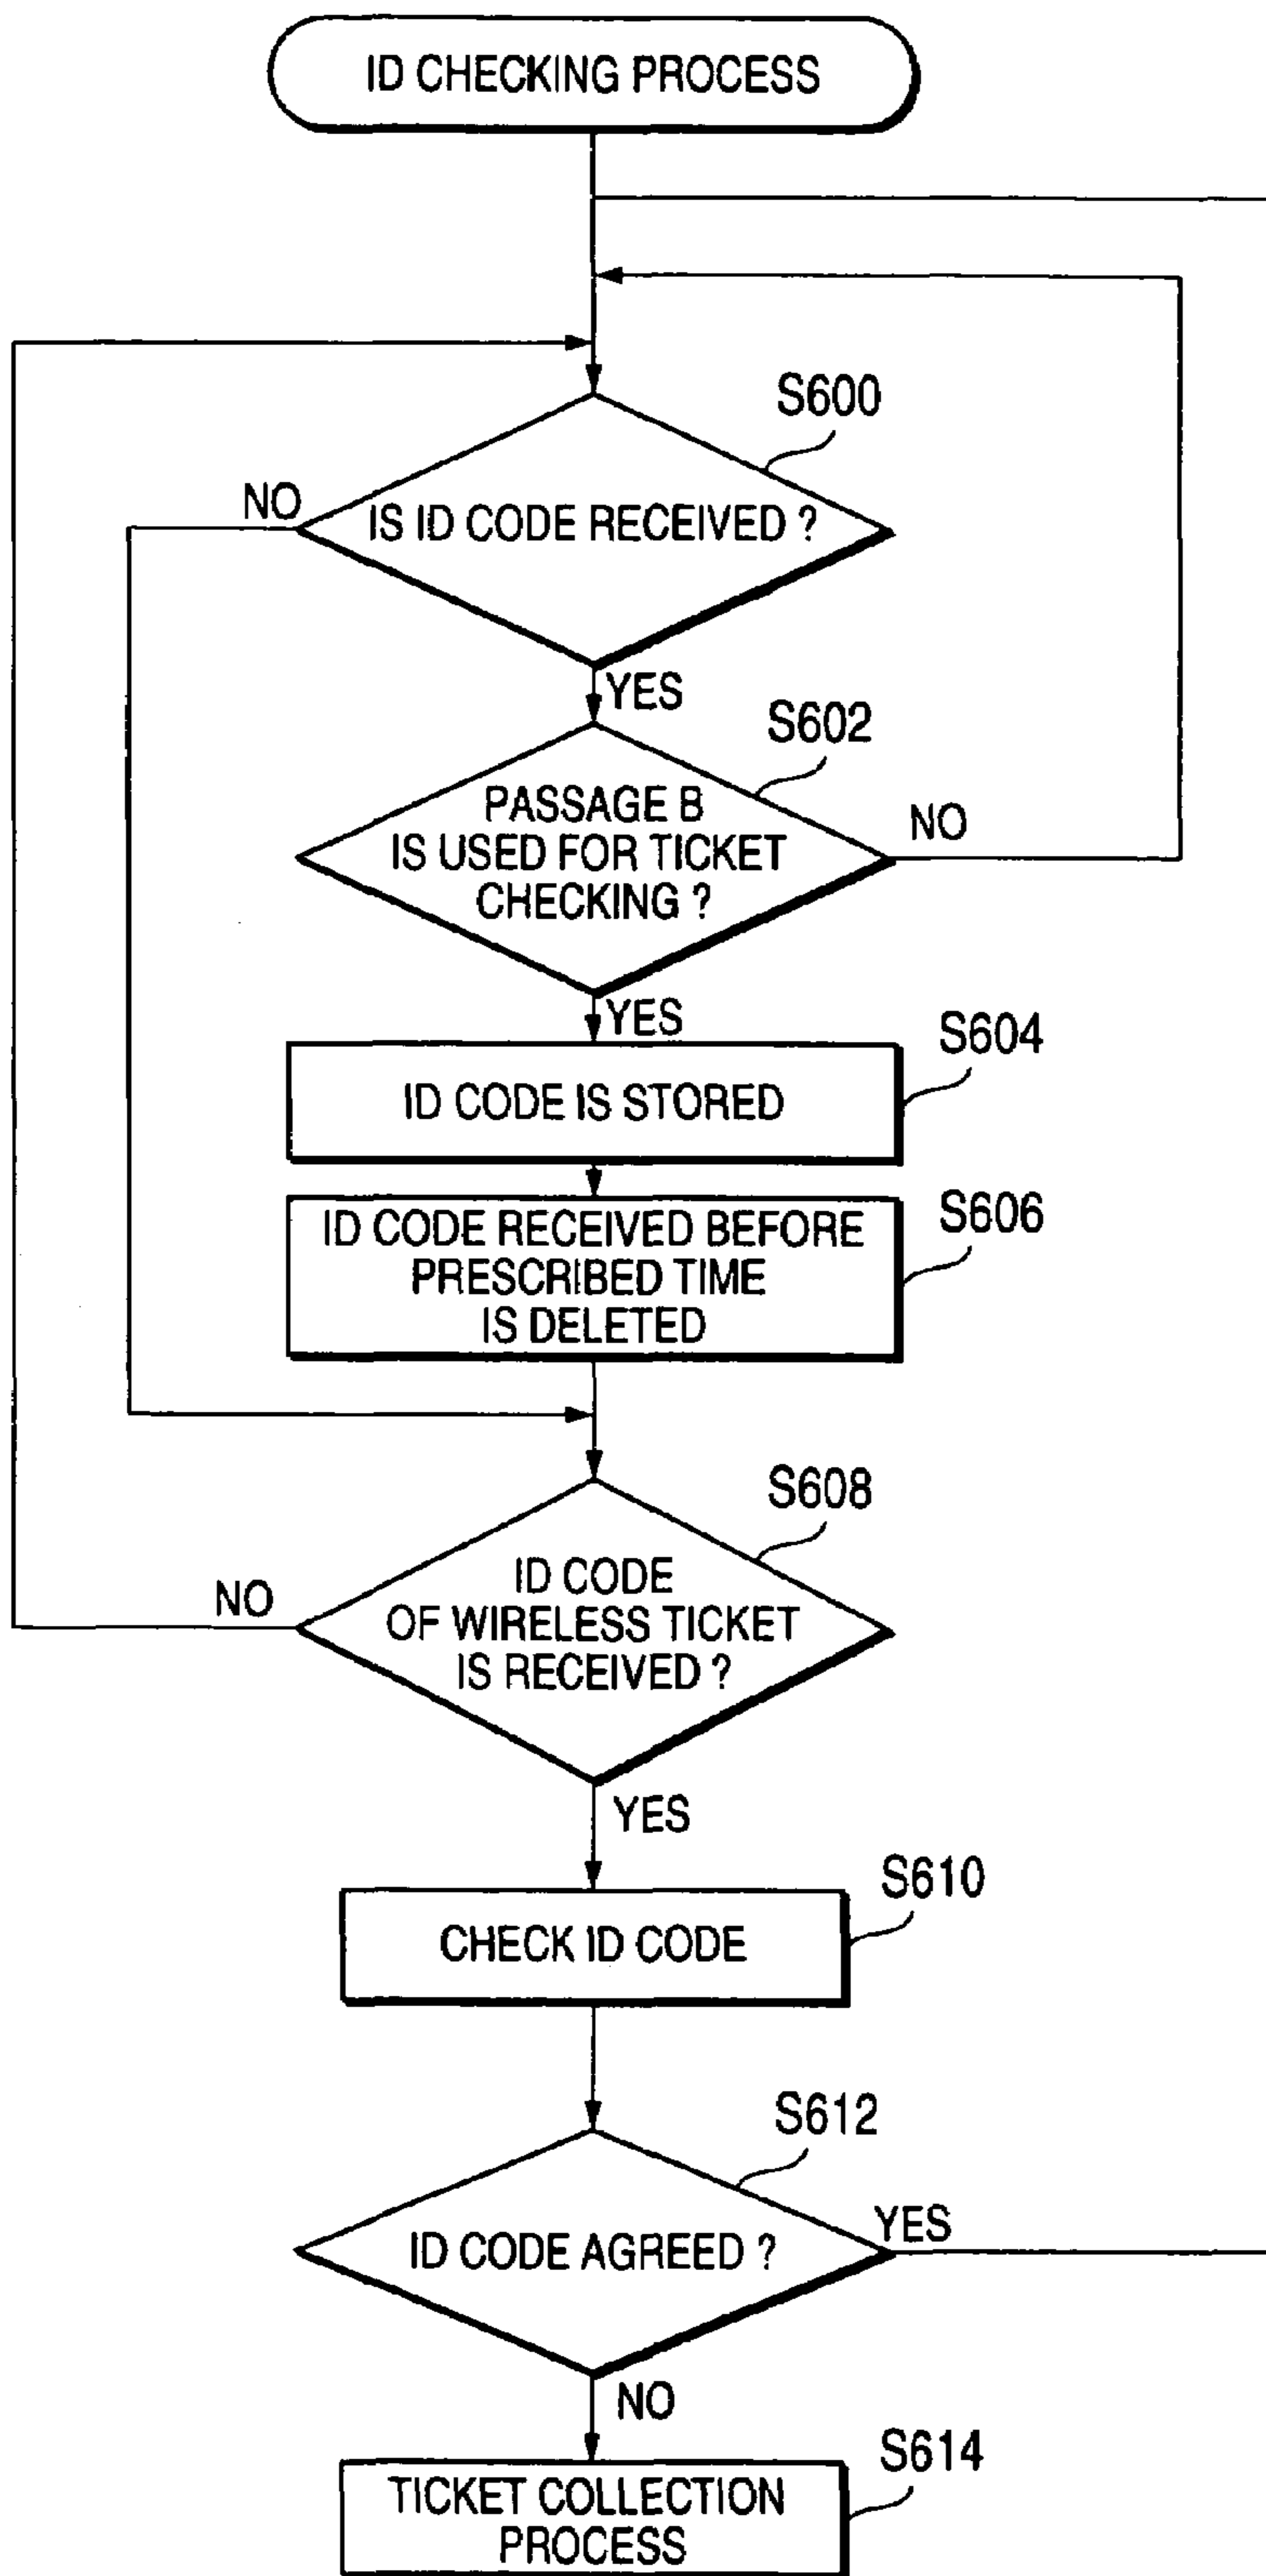 ID CHECKING PROCESS
S600
NO
IS ID CODE RECEIVED ?
YES
S602
PASSAGE B
IS USED FOR TICKET
CHECKING ?
NO
YES
S604
ID CODE IS STORED
S606
ID CODE RECEIVED BEFORE
PRESCRIBED TIME
IS DELETED
S608
ID CODE
OF WIRELESS TICKET
IS RECEIVED ?
NO
YES
S610
CHECK ID CODE
S612
ID CODE AGREED ?
YES
NO
S614
TICKET COLLECTION
PROCESS